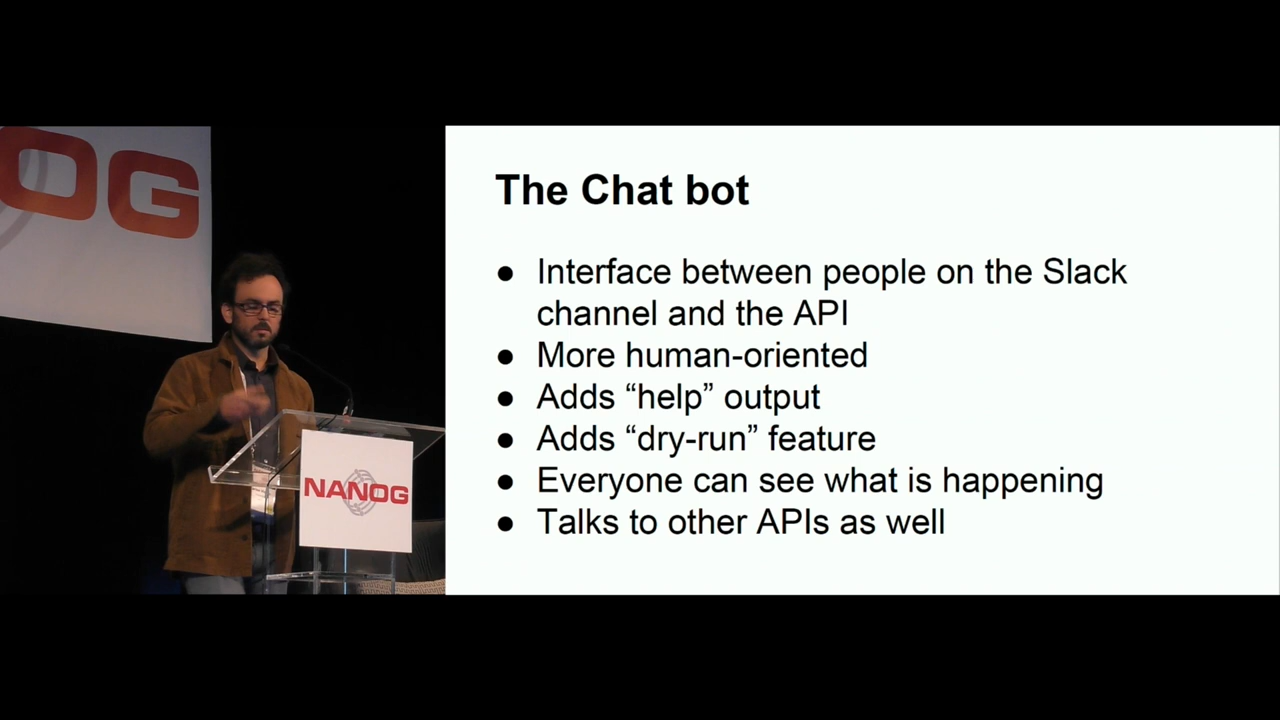 OG
NANOG
The Chat bot
● Interface between people on the Slack
channel and the API
● More human-oriented
● Adds “help” output
● Adds “dry-run” feature
● Everyone can see what is happening
● Talks to other APIs as well